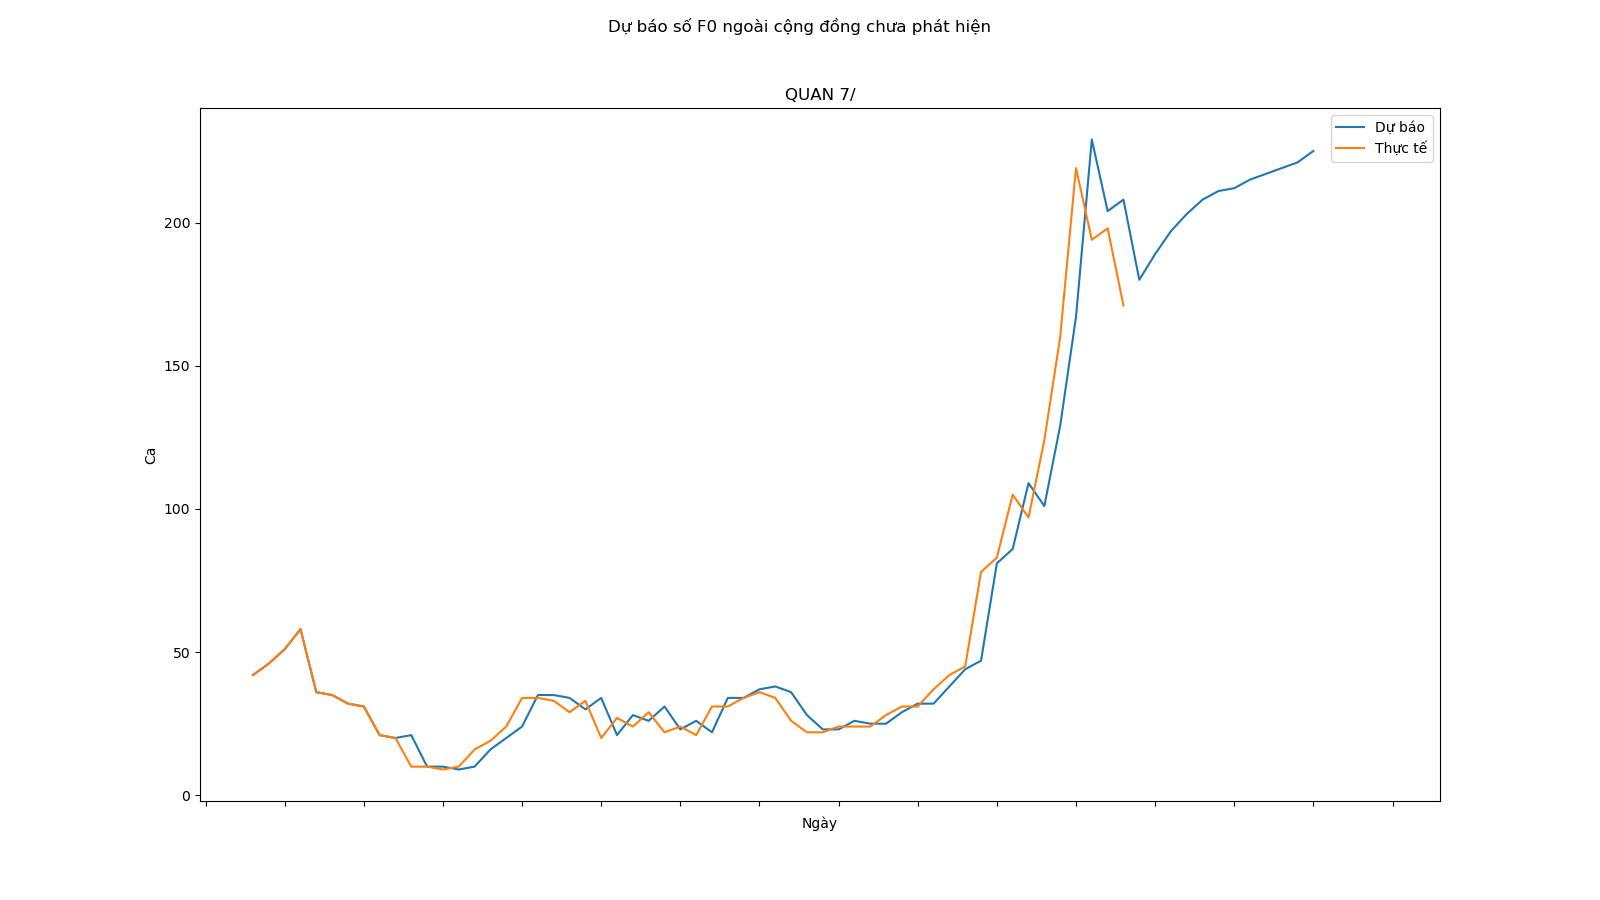 Dự báo số F0 ngoài cộng đồng chưa phát hiện
QUAN 7/
Dự báo
Thực tế
200
150
100
50
0
Ca
Ngày